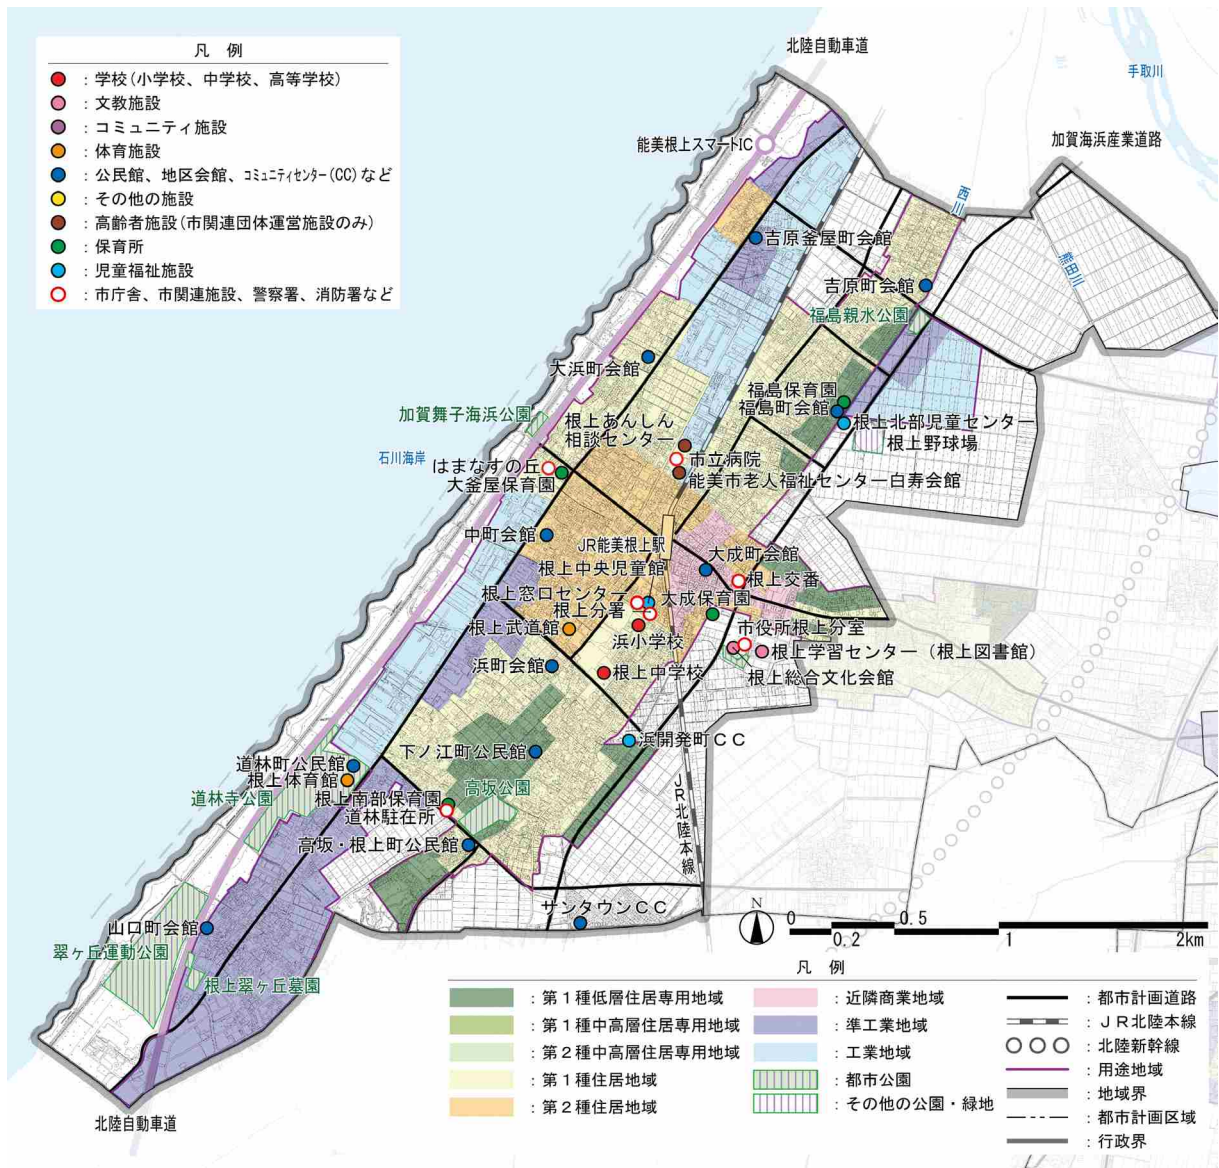 凡 例
：学校(小学校、中学校、高等学校)
：文教施設
：コミュニティ施設
：体育施設
：公民館、地区会館、ｺﾐｭﾆﾃｨｾﾝﾀｰ(CC)など
：その他の施設
：高齢者施設(市関連団体運営施設のみ)
：保育所
：児童福祉施設
：市庁舎、市関連施設、警察署、消防署など
北陸自動車道
手取川
能美根上スマートIC
加賀海浜産業道路
西川
熊田川
吉原釜屋町会館
吉原町会館
福島親水公園
大浜町会館
福島保育園
福島町会館
加賀舞子海浜公園
根上あんしん
相談センター
根上北部児童センター
根上野球場
石川海岸
はまなすの丘
大釜屋保育園
市立病院
能美市老人福祉センター白寿会館
中町会館
JR能美根上駅
大成町会館
根上中央児童館
根上交番
根上窓口センター
大成保育園
根上分署
根上武道館
浜小学校
市役所根上分室
根上学習センター（根上図書館）
浜町会館
根上中学校
根上総合文化会館
下ノ江町公民館
浜開発町ＣＣ
道林町公民館
根上体育館
高坂公園
道林寺公園
根上南部保育園
道林駐在所
JR北陸本線
高坂・根上町公民館
サンタウンＣＣ
山口町会館
翠ヶ丘運動公園
根上翠ヶ丘墓園
北陸自動車道
N
0 0.5
0.2 1 2km
凡 例
：第１種低層住居専用地域
：第１種中高層住居専用地域
：第２種中高層住居専用地域
：第１種住居地域
：第２種住居地域
：近隣商業地域
：準工業地域
：工業地域
：都市公園
：その他の公園・緑地
：都市計画道路
：ＪＲ北陸本線
：北陸新幹線
：用途地域
：地域界
：都市計画区域
：行政界